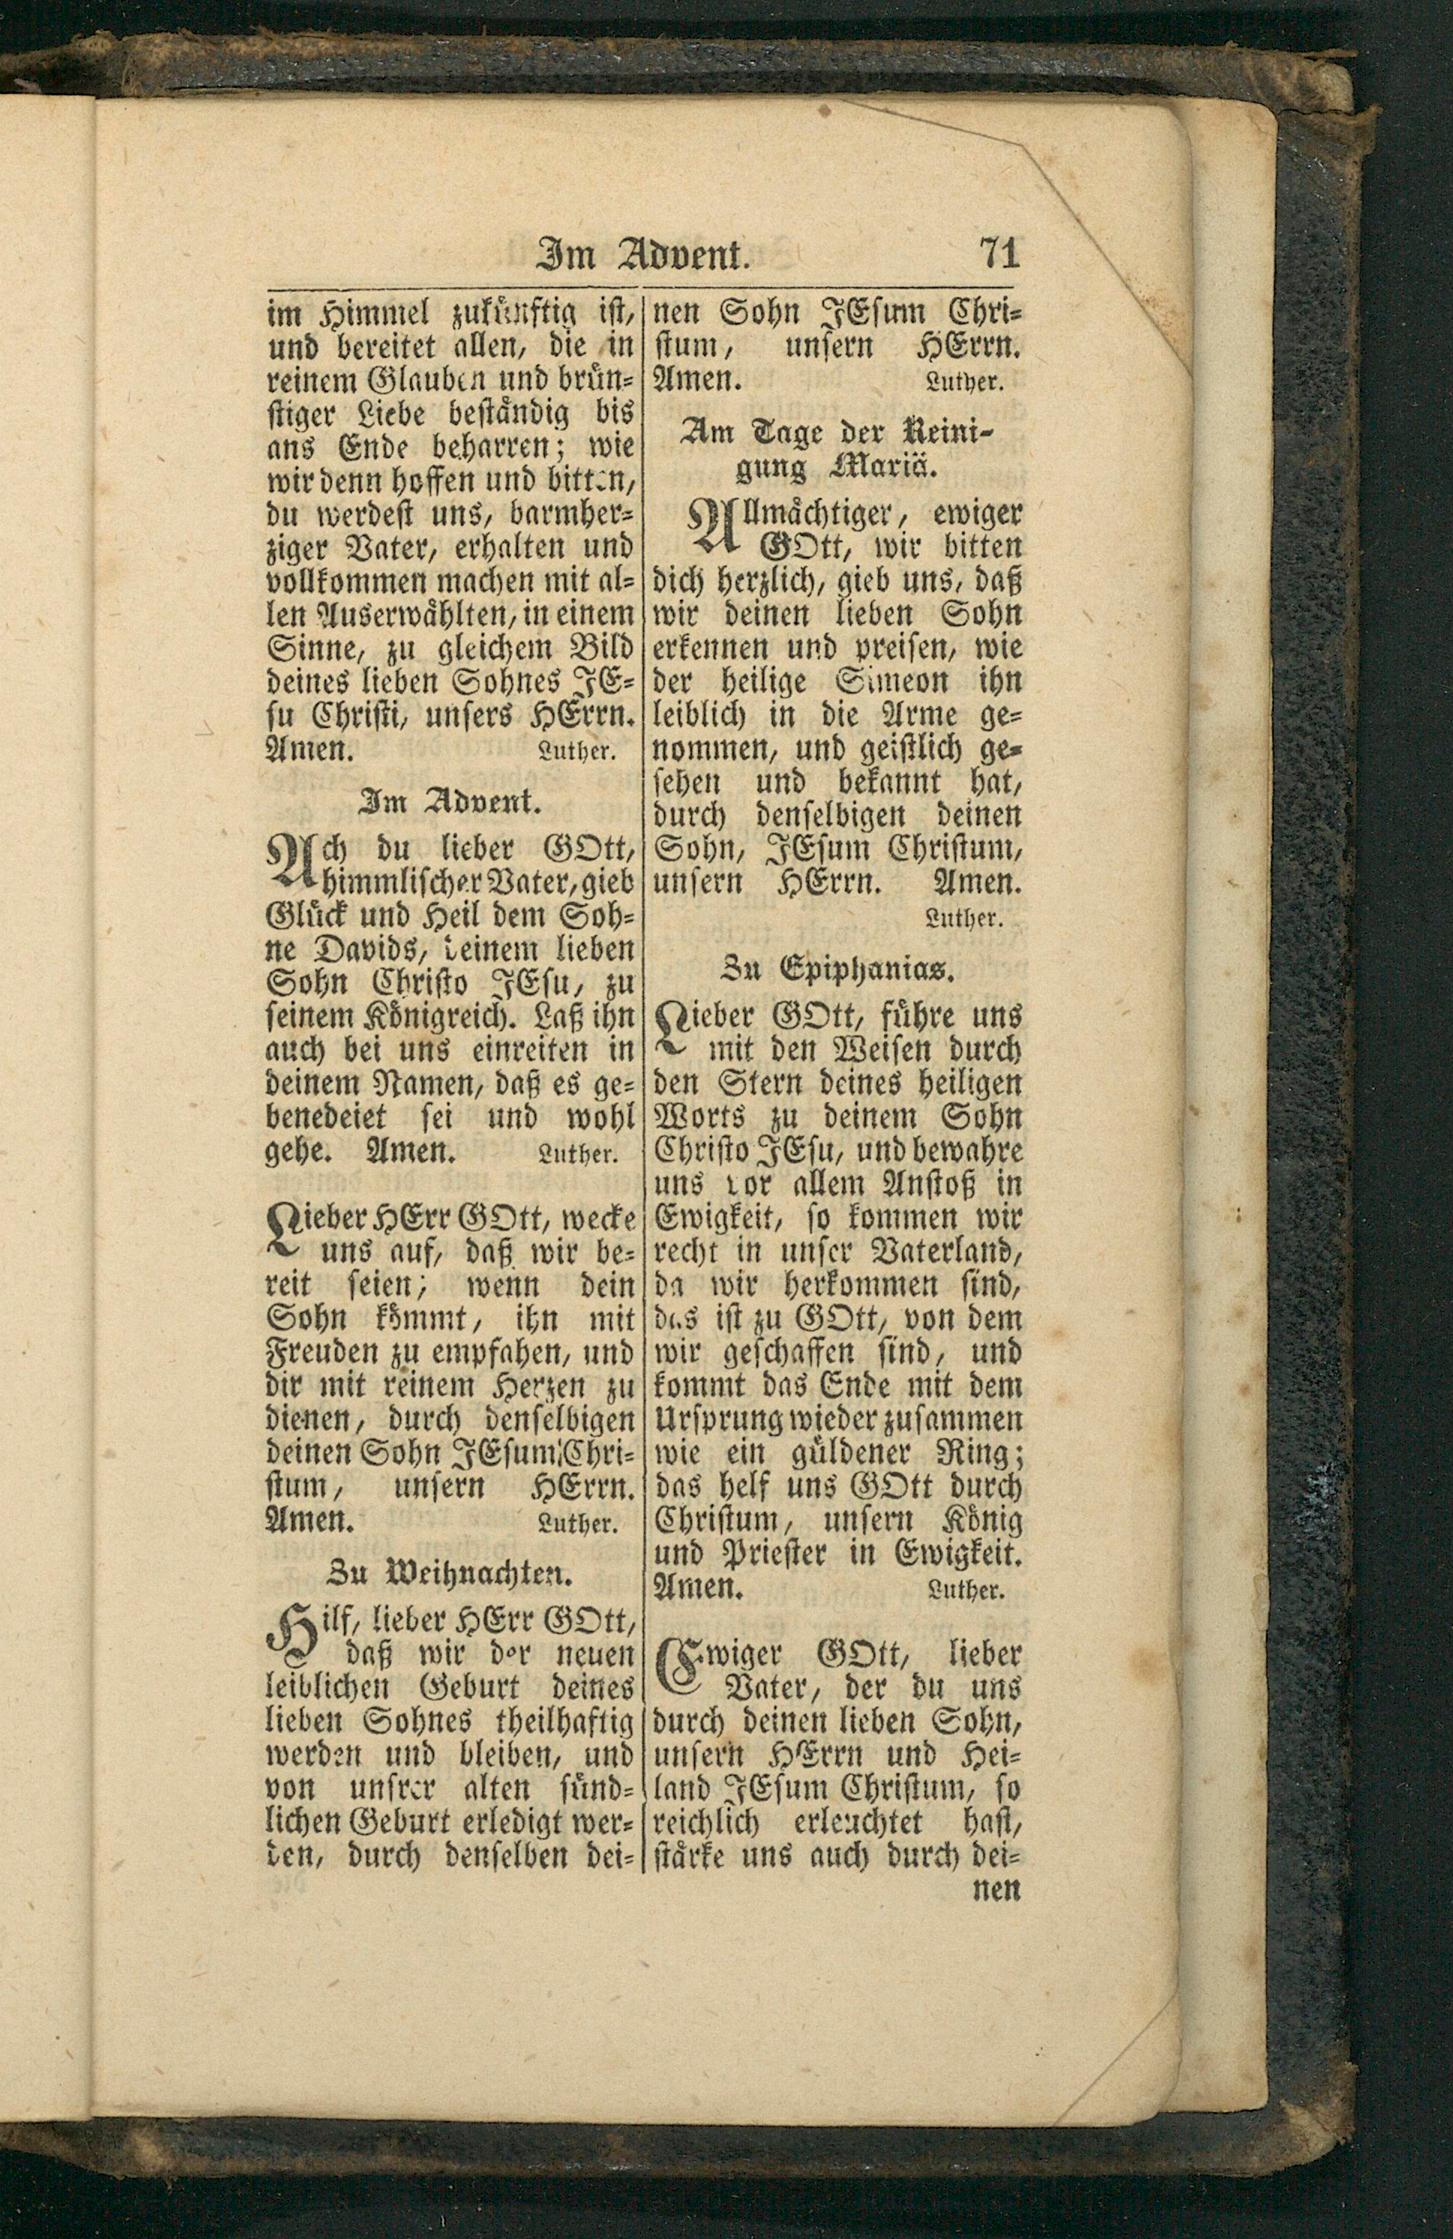 Im Advent. 71
im Himmel zukünftig ist,
und bereitet allen, die in
reinem Glauben und brün=
stiger Liebe beständig bis
ans Ende beharren; wie
wir denn hoffen und bitten,
du werdest uns, barmher=
ziger Vater, erhalten und
vollkommen machen mit al=
len Auserwählten, in einem
Sinne, zu gleichem Bild
deines lieben Sohnes JE=
su Christi, unsers HErrn.
Amen. Luther.
Im Advent.
Ach du lieber GOtt,
himmlischer Vater, gieb
Glück und Heil dem Soh=
ne Davids, deinem lieben
Sohn Christo JEsu, zu
seinem Königreich. Laß ihn
auch bei uns einreiten in
deinem Namen, daß es ge=
benedeiet sei und wohl
gehe. Amen. Luther.
Lieber HErr GOtt, wecke
uns auf, daß wir be=
reit seien; wenn dein
Sohn kömmt, ihn mit
Freuden zu empfahen, und
dir mit reinem Herzen zu
dienen, durch denselbigen
deinen Sohn JEsum Chri=
stum, unsern HErrn.
Amen. Luther.
Zu Weihnachten.
Hilf, lieber HErr GOtt,
daß wir der neuen
leiblichen Geburt deines
lieben Sohnes theilhaftig
werden und bleiben, und
von unsrer alten sünd=
lichen Geburt erledigt wer=
den, durch denselben dei=
nen Sohn JEsum Chri=
stum, unsern HErrn.
Amen. Luther.
Am Tage der Reini-
gung Mariä.
Allmächtiger, ewiger
GOtt, wir bitten
dich herzlich, gieb uns, daß
wir deinen lieben Sohn
erkennen und preisen, wie
der heilige Simeon ihn
leiblich in die Arme ge=
nommen, und geistlich ge=
sehen und bekannt hat,
durch denselbigen deinen
Sohn, JEsum Christum,
unsern HErrn. Amen.
Luther.
Zu Epiphanias.
Lieber GOtt, führe uns
mit den Weisen durch
den Stern deines heiligen
Worts zu deinem Sohn
Christo JEsu, und bewahre
uns vor allem Anstoß in
Ewigkeit, so kommen wir
recht in unser Vaterland,
da wir herkommen sind,
das ist zu GOtt, von dem
wir geschaffen sind, und
kommt das Ende mit dem
Ursprung wieder zusammen
wie ein güldener Ring;
das helf uns GOtt durch
Christum, unsern König
und Priester in Ewigkeit.
Amen. Luther.
Ewiger GOtt, lieber
Vater, der du uns
durch deinen lieben Sohn,
unsern HErrn und Hei=
land JEsum Christum, so
reichlich erleuchtet hast,
stärke uns auch durch dei=
nen